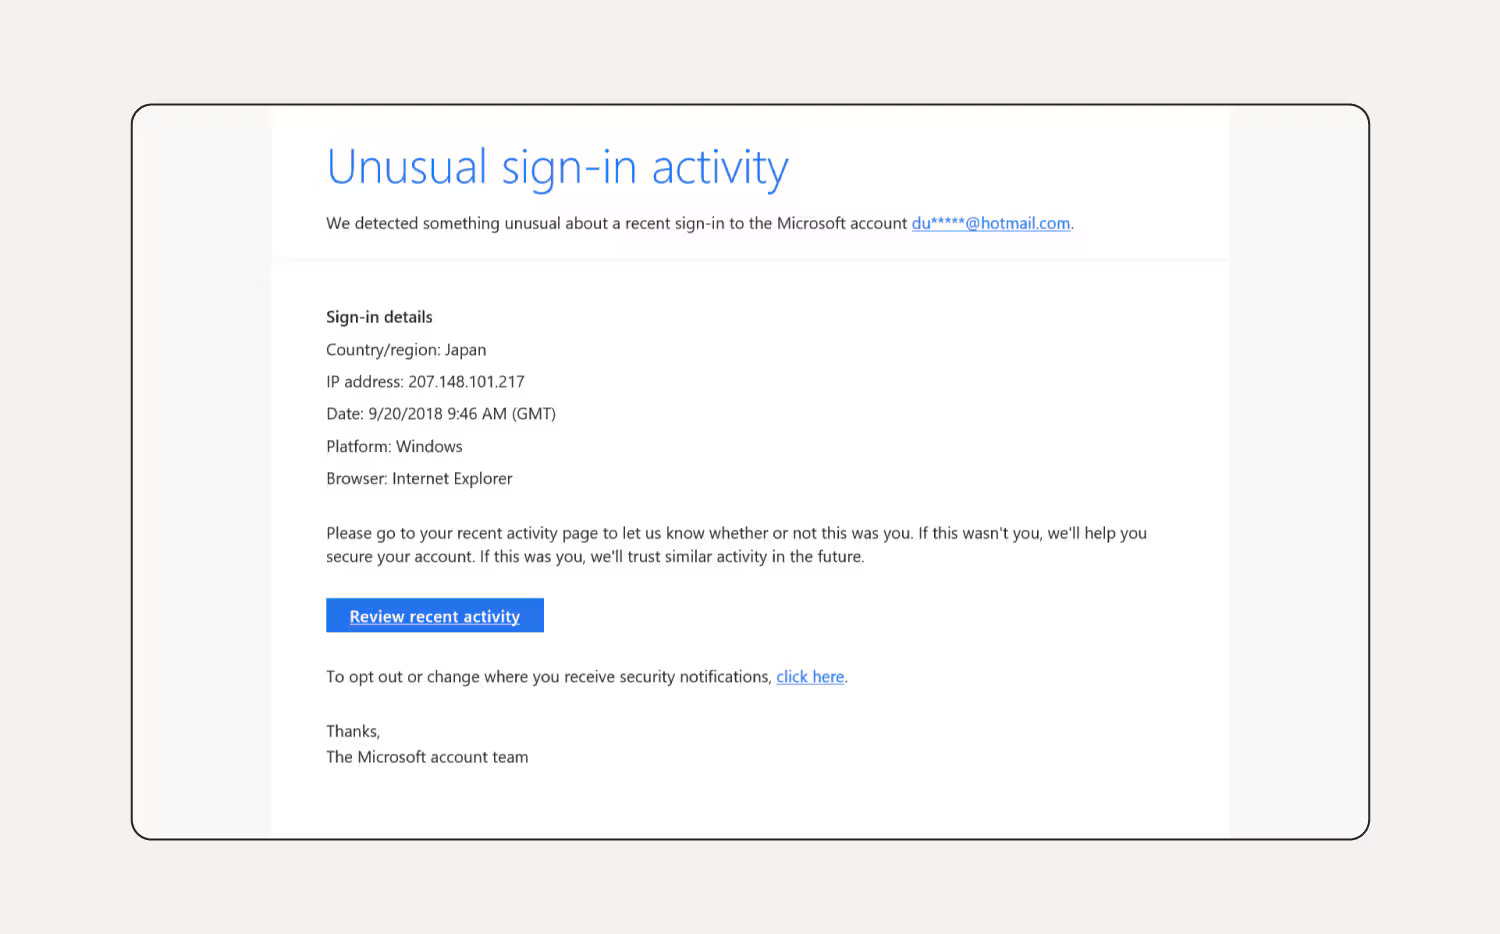 Unusual sign-in activity
We detected something unusual about a recent sign-in to the Microsoft account du*****@hotmail.com.
Sign-in details
Country/region: Japan
IP address: 207.148.101.217
Date: 9/20/2018 9:46 AM (GMT)
Platform: Windows
Browser: Internet Explorer
Please go to your recent activity page to let us know whether or not this was you. If this wasn't you, we'll help you
secure your account. If this was you, we'll trust similar activity in the future.
Review recent activity
To opt out or change where you receive security notifications, click here.
Thanks,
The Microsoft account team